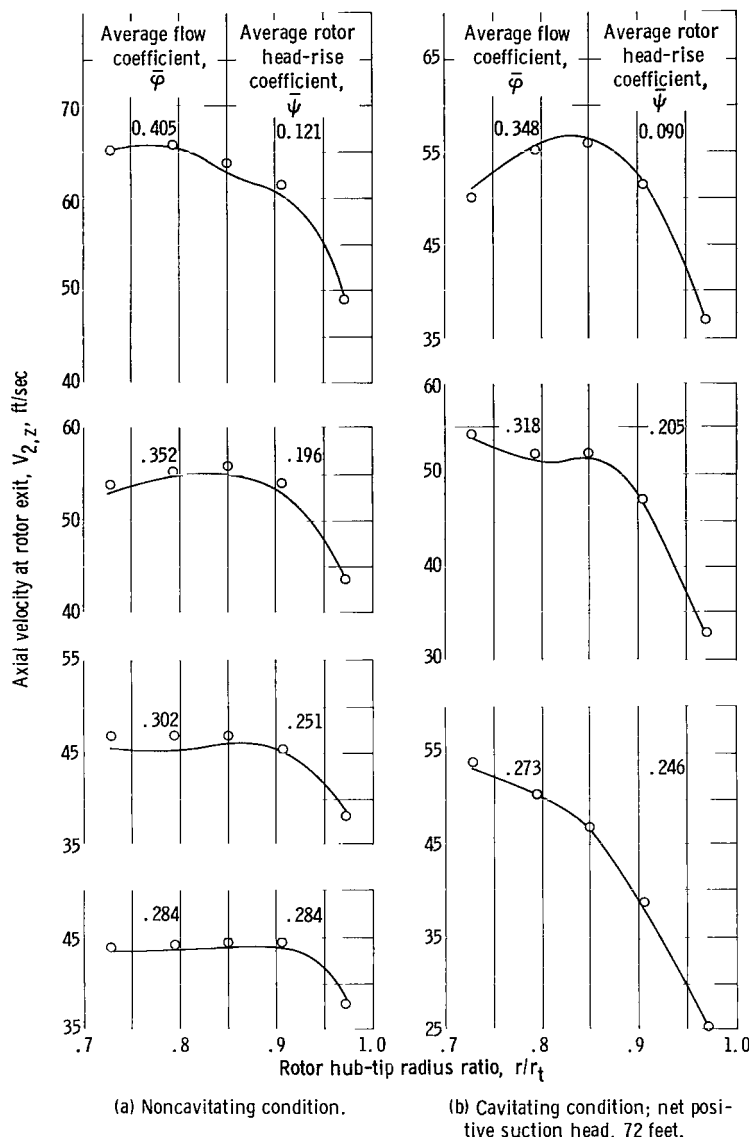 Average flow
coefficient,
φ̄
Average rotor
head-rise
coefficient,
ψ̄
0.405
0.121
70
60
50
40
60
.352
.196
50
40
55
.302
.251
45
35
.284
.284
45
35
.7
.8
.9
1.0
Axial velocity at rotor exit, V2,z, ft/sec
65
Average flow
coefficient,
φ̄
Average rotor
head-rise
coefficient,
ψ̄
0.348
0.090
55
45
35
60
.318
.205
50
40
30
55
.273
.246
45
35
25
.7
.8
.9
1.0
Rotor hub-tip radius ratio, r/rt
(a) Noncavitating condition.
(b) Cavitating condition; net posi-
tive suction head, 72 feet.